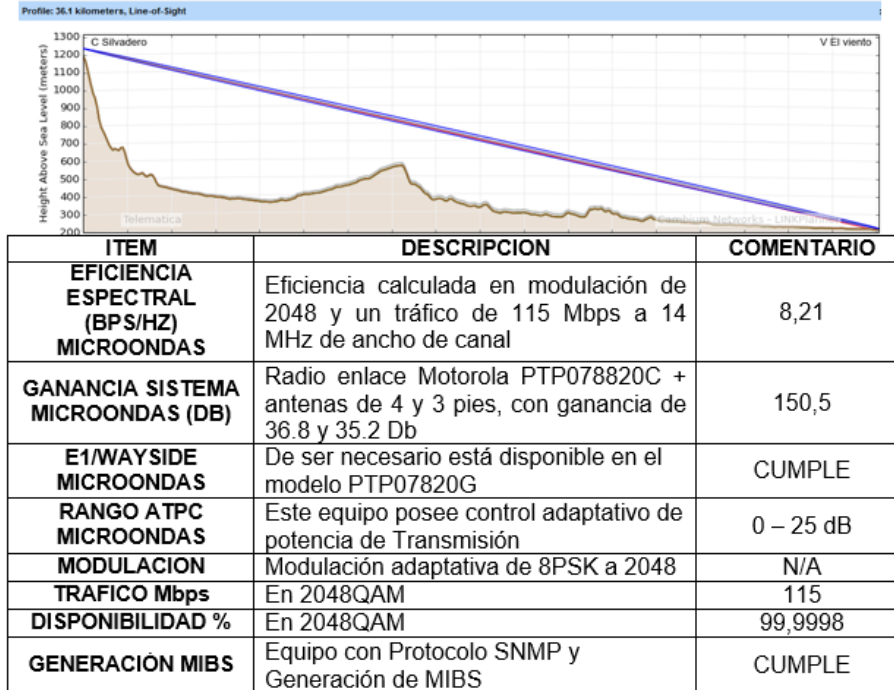 Profile: 36.1 kilometers, Line-of-Sight
Height Above Sea Level (meters)
1300
1200
1100
1000
900
800
700
600
500
400
300
200
C Silvadero
V El viento
Telematica
Cambium Networks - LINKPlanner
ITEM DESCRIPCION COMENTARIO
EFICIENCIA
ESPECTRAL
(BPS/HZ)
MICROONDAS
Eficiencia calculada en modulación de
2048 y un tráfico de 115 Mbps a 14
MHz de ancho de canal
8,21
GANANCIA SISTEMA
MICROONDAS (DB)
Radio enlace Motorola PTP078820C +
antenas de 4 y 3 pies, con ganancia de
36.8 y 35.2 Db
150,5
E1/WAYSIDE
MICROONDAS
De ser necesario está disponible en el
modelo PTP07820G
CUMPLE
RANGO ATPC
MICROONDAS
Este equipo posee control adaptativo de
potencia de Transmisión
0 – 25 dB
MODULACION Modulación adaptativa de 8PSK a 2048 N/A
TRAFICO Mbps En 2048QAM 115
DISPONIBILIDAD % En 2048QAM 99,9998
GENERACIÓN MIBS
Equipo con Protocolo SNMP y
Generación de MIBS
CUMPLE